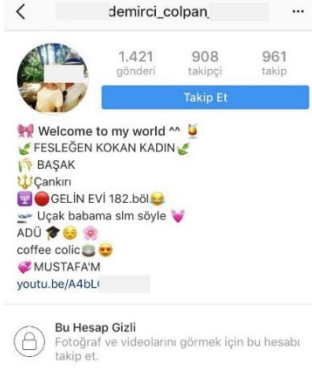 demirci_colpan_
1.421 908 961
gönderi takipçi takip
Takip Et
Welcome to my world ^^
FESLEĞEN KOKAN KADIN
BAŞAK
Çankırı
GELİN EVİ 182.böl
Uçak babama slm söyle
ADÜ
coffee colic
MUSTAFA'M
youtu.be/A4bL
Bu Hesap Gizli
Fotoğraf ve videolarını görmek için bu hesabı
takip et.